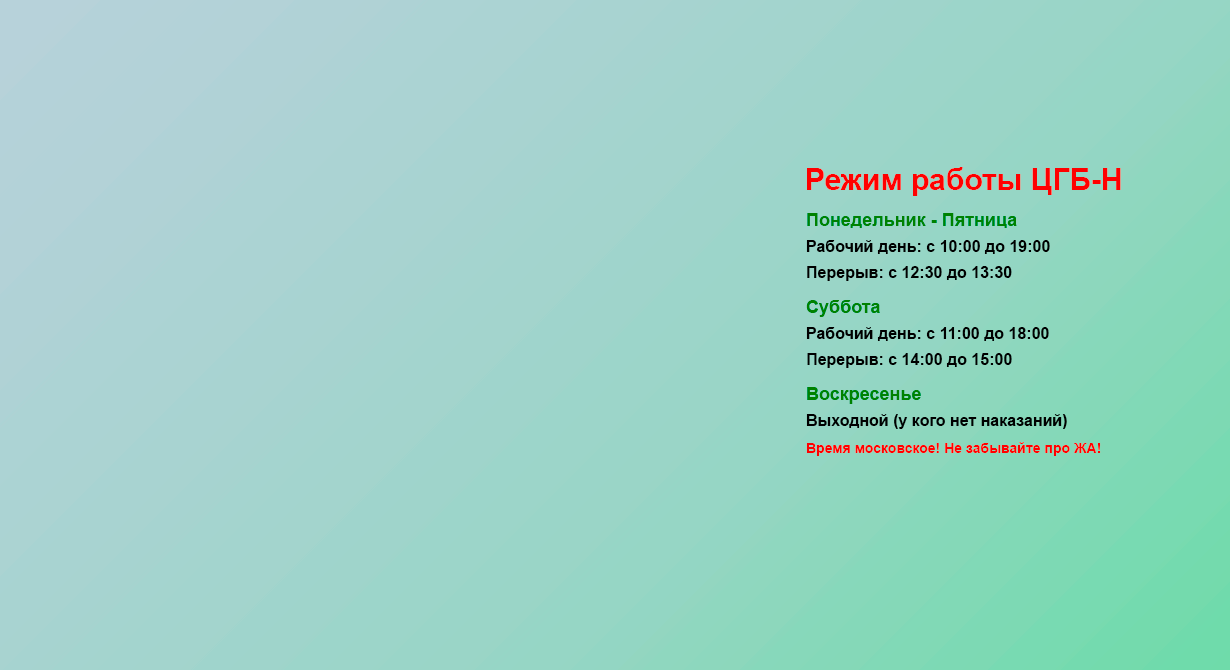 Режим работы ЦГБ-Н
Понедельник - Пятница
Рабочий день: с 10:00 до 19:00
Перерыв: с 12:30 до 13:30
Суббота
Рабочий день: с 11:00 до 18:00
Перерыв: с 14:00 до 15:00
Воскресенье
Выходной (у кого нет наказаний)
Время московское! Не забывайте про ЖА!